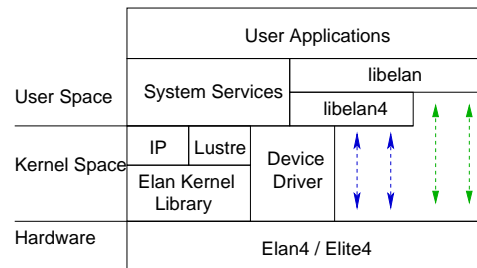 User Applications
libelan
System Services
User Space
libelan4
IP
Lustre
Device
Driver
Kernel Space
Elan Kernel
Library
Hardware
Elan4 / Elite4